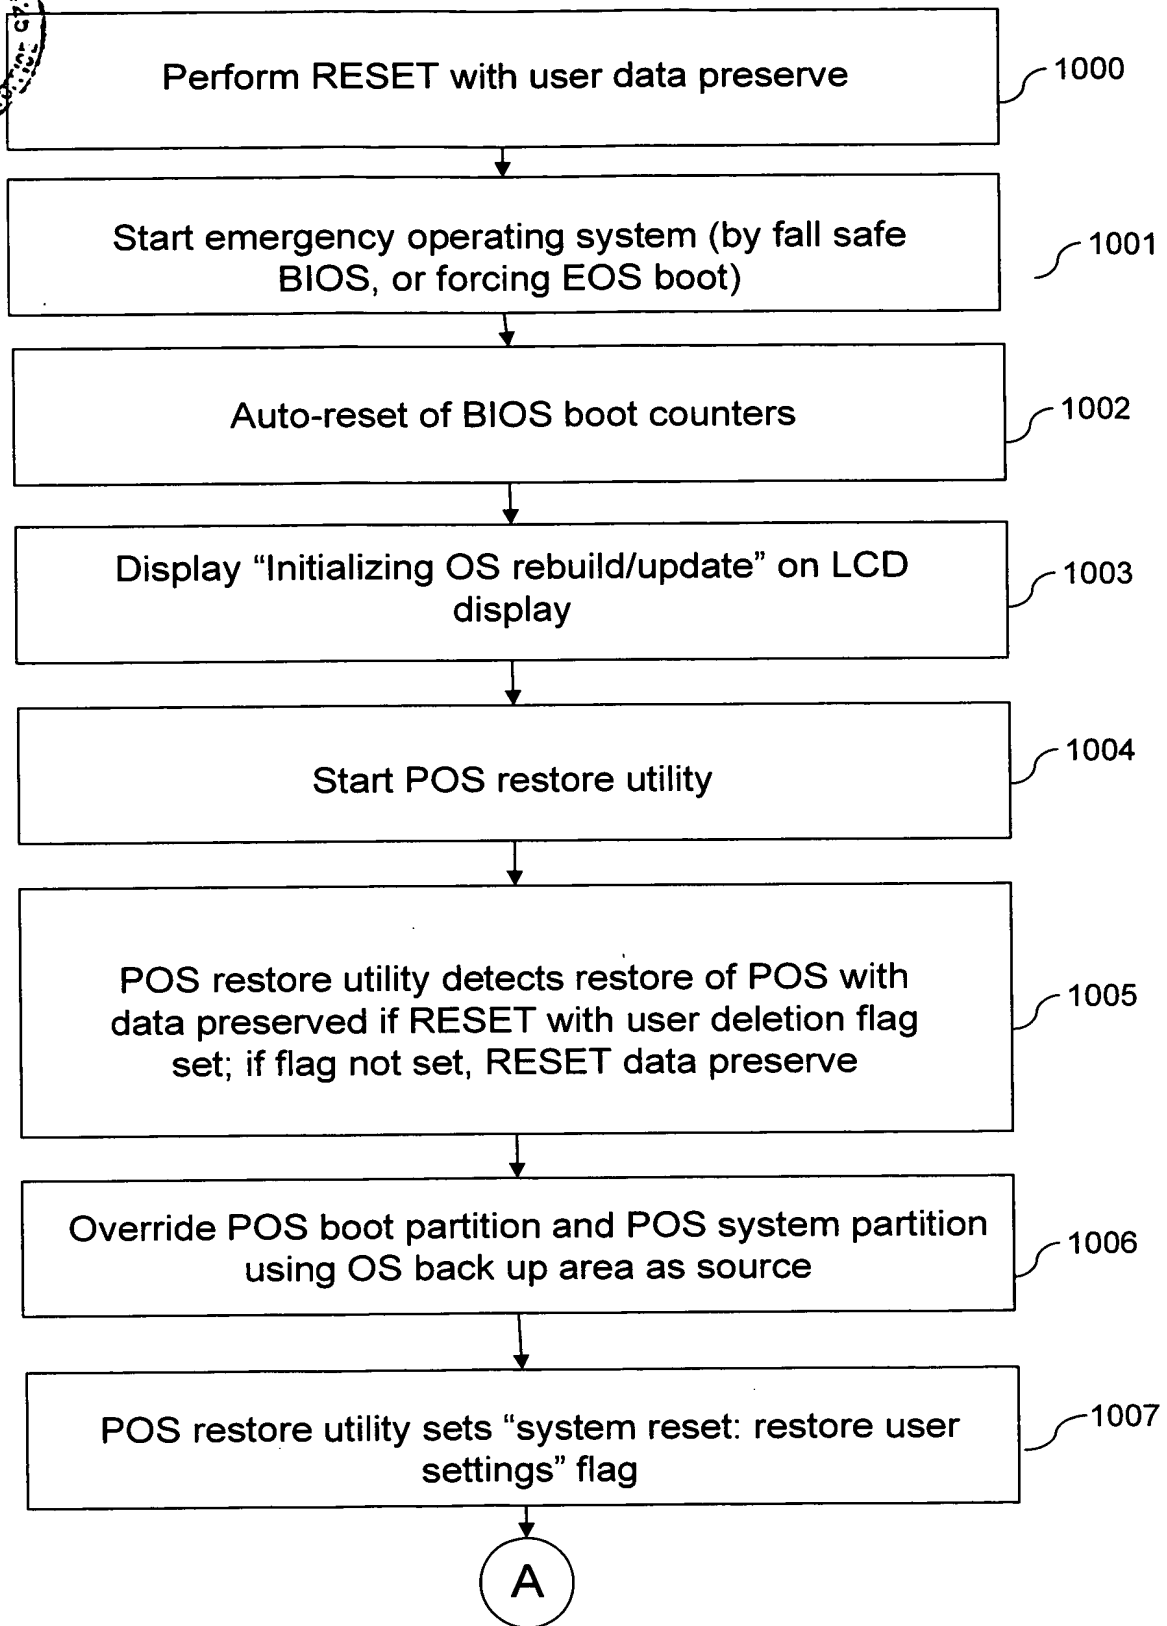 Perform RESET with user data preserve
1000
Start emergency operating system (by fall safe
BIOS, or forcing EOS boot)
1001
Auto-reset of BIOS boot counters
1002
Display “Initializing OS rebuild/update” on LCD
display
1003
Start POS restore utility
1004
POS restore utility detects restore of POS with
data preserved if RESET with user deletion flag
set; if flag not set, RESET data preserve
1005
Override POS boot partition and POS system partition
using OS back up area as source
1006
POS restore utility sets “system reset: restore user
settings” flag
1007
A